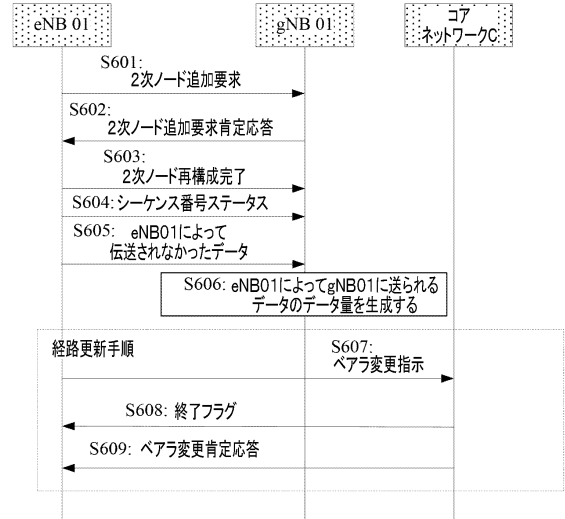 eNB 01
gNB 01
コア
ネットワークC
S601:
2次ノード追加要求
S602:
2次ノード追加要求肯定応答
S603:
2次ノード再構成完了
S604: シーケンス番号ステータス
S605: eNB01によって
伝送されなかったデータ
S606: eNB01によってgNB01に送られる
データのデータ量を生成する
経路更新手順
S607:
ベアラ変更指示
S608: 終了フラグ
S609: ベアラ変更肯定応答